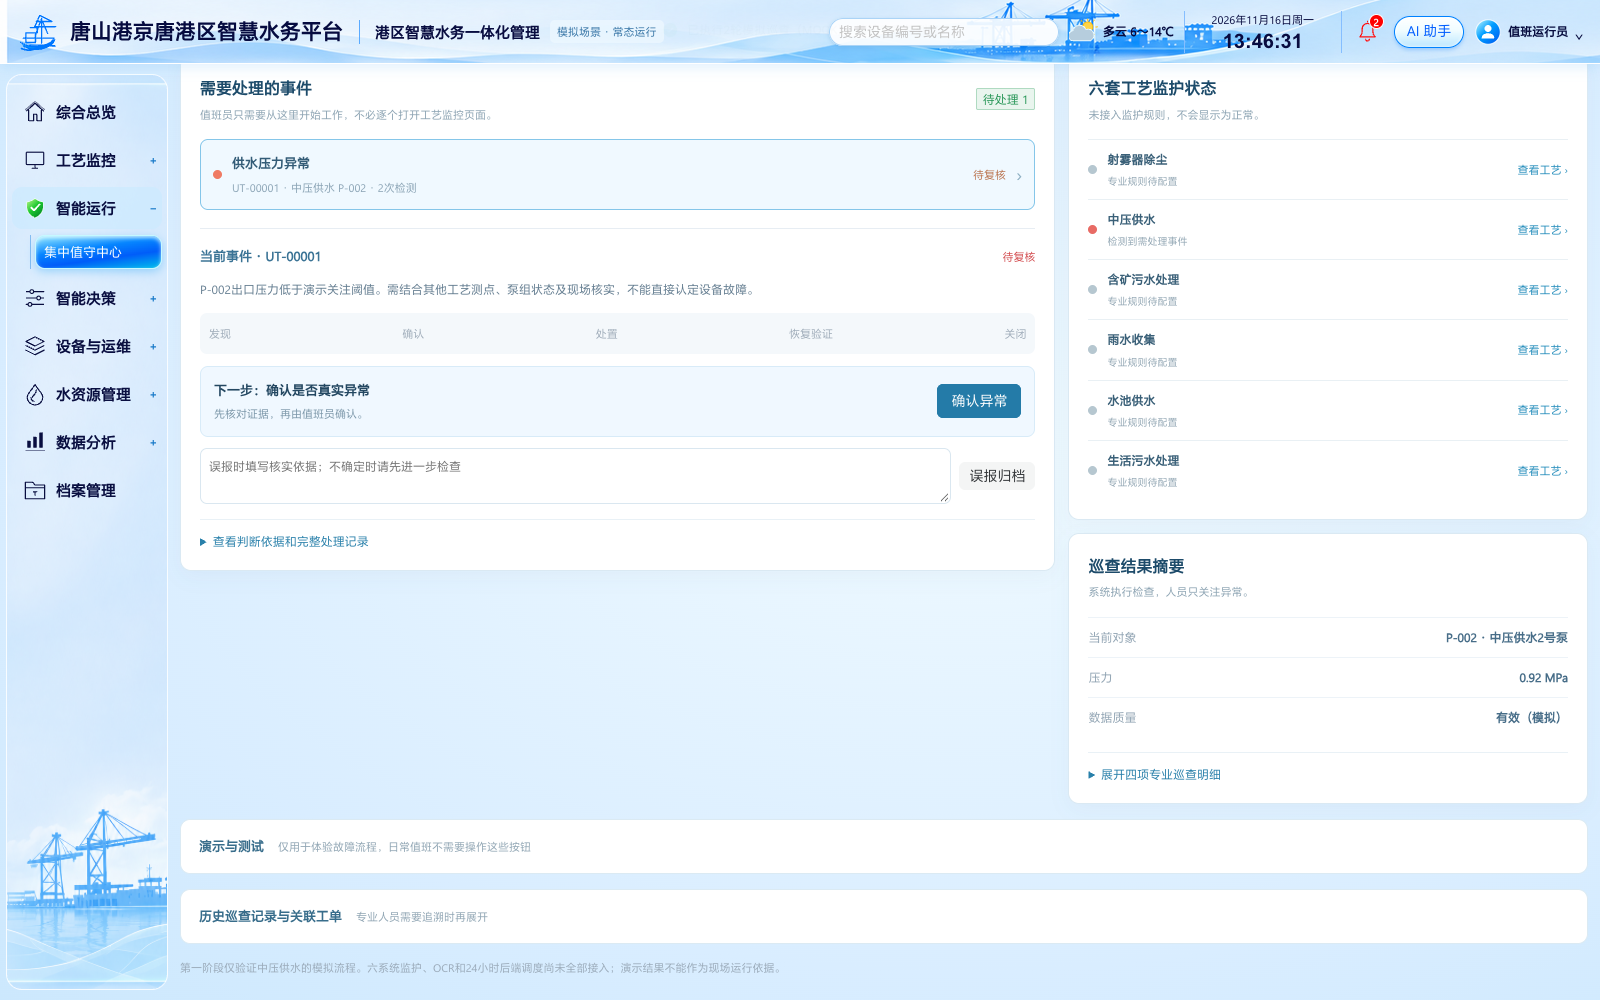 唐山港京唐港区智慧水务平台
港区智慧水务一体化管理
模拟场景 · 常态运行
搜索设备编号或名称
多云 6~14℃
2026年11月16日周一
13:46:31
2
AI 助手
值班运行员
综合总览
工艺监控 +
智能运行 −
集中值守中心
智能决策 +
设备与运维 +
水资源管理 +
数据分析 +
档案管理
需要处理的事件
值班员只需要从这里开始工作，不必逐个打开工艺监控页面。
待处理 1
供水压力异常
UT-00001 · 中压供水 P-002 · 2次检测
待复核 ›
当前事件 · UT-00001
待复核
P-002出口压力低于演示关注阈值。需结合其他工艺测点、泵组状态及现场核实，不能直接认定设备故障。
发现 确认 处置 恢复验证 关闭
下一步：确认是否真实异常
先核对证据，再由值班员确认。
确认异常
误报时填写核实依据；不确定时请先进一步检查
误报归档
▶ 查看判断依据和完整处理记录
六套工艺监护状态
未接入监护规则，不会显示为正常。
射雾器除尘
专业规则待配置
查看工艺 ›
中压供水
检测到需处理事件
查看工艺 ›
含矿污水处理
专业规则待配置
查看工艺 ›
雨水收集
专业规则待配置
查看工艺 ›
水池供水
专业规则待配置
查看工艺 ›
生活污水处理
专业规则待配置
查看工艺 ›
巡查结果摘要
系统执行检查，人员只关注异常。
当前对象 P-002 · 中压供水2号泵
压力 0.92 MPa
数据质量 有效（模拟）
▶ 展开四项专业巡查明细
演示与测试 仅用于体验故障流程，日常值班不需要操作这些按钮
历史巡查记录与关联工单 专业人员需要追溯时再展开
第一阶段仅验证中压供水的模拟流程。六系统监护、OCR和24小时后端调度尚未全部接入；演示结果不能作为现场运行依据。